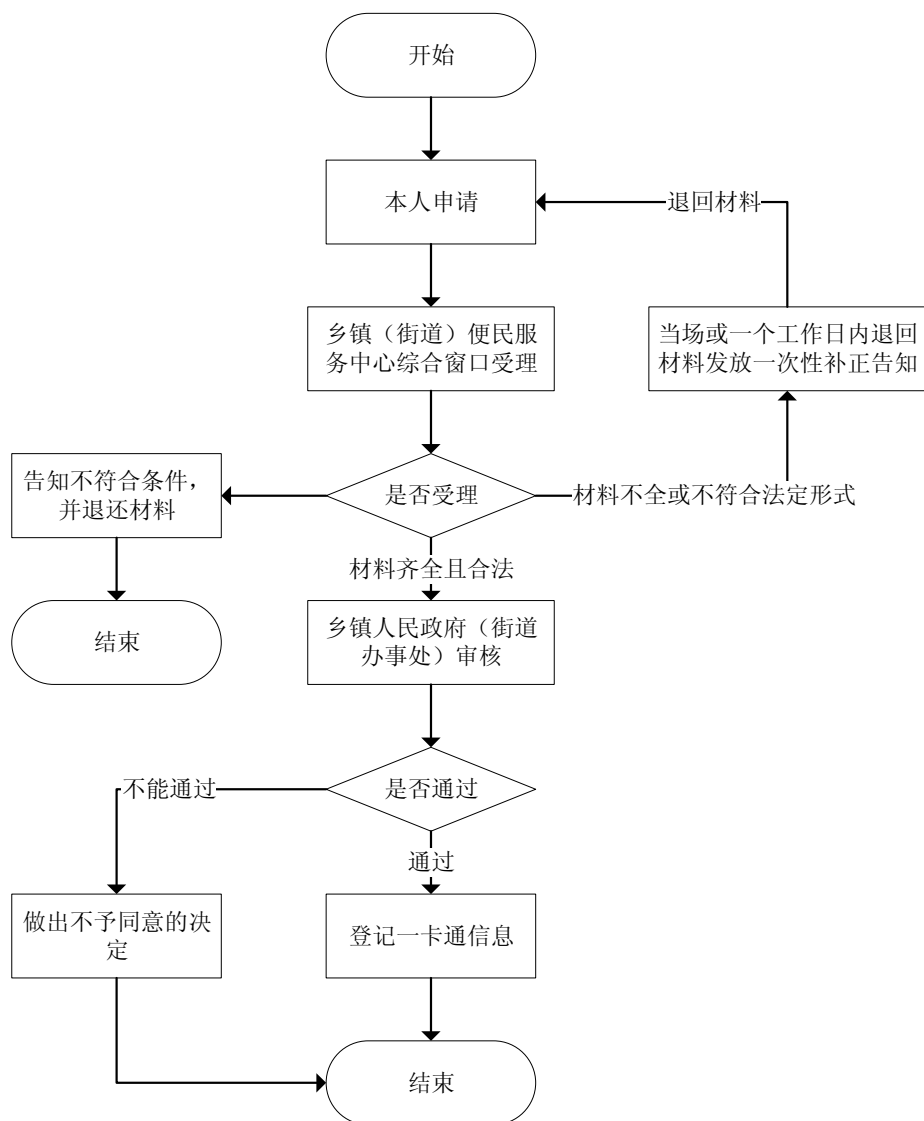 开始
本人申请
退回材料
乡镇（街道）便民服
务中心综合窗口受理
当场或一个工作日内退回
材料发放一次性补正告知
告知不符合条件，
并退还材料
是否受理
材料不全或不符合法定形式
材料齐全且合法
结束
乡镇人民政府（街道
办事处）审核
不能通过
是否通过
通过
做出不予同意的决
定
登记一卡通信息
结束